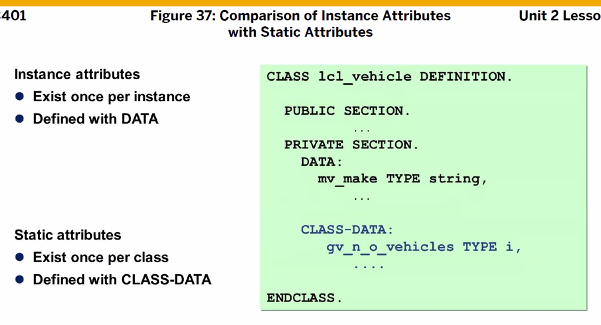 401
Figure 37: Comparison of Instance Attributes
with Static Attributes
Unit 2 Lesso
Instance attributes
● Exist once per instance
● Defined with DATA
Static attributes
● Exist once per class
● Defined with CLASS-DATA
CLASS lcl_vehicle DEFINITION.
PUBLIC SECTION.
...
PRIVATE SECTION.
DATA:
mv_make TYPE string,
...
CLASS-DATA:
gv_n_o_vehicles TYPE i,
....
ENDCLASS.